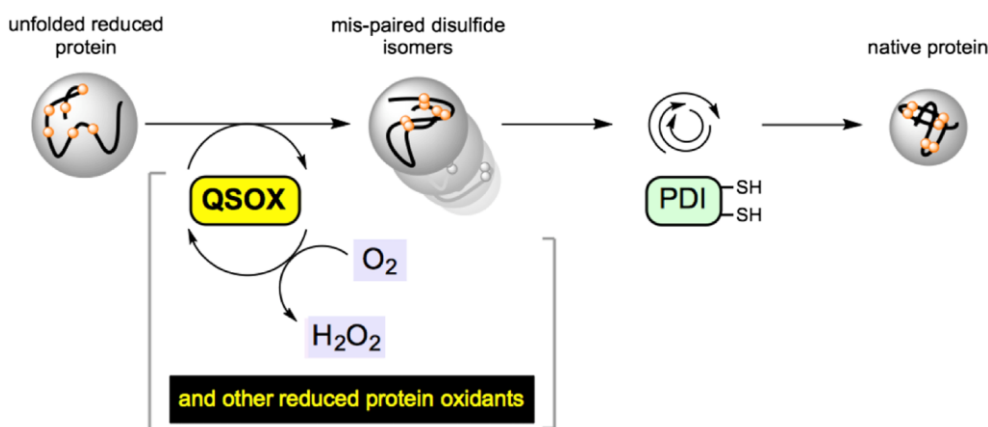 unfolded reduced
protein
mis-paired disulfide
isomers
native protein
QSOX
PDI
SH
SH
O2
H2O2
and other reduced protein oxidants